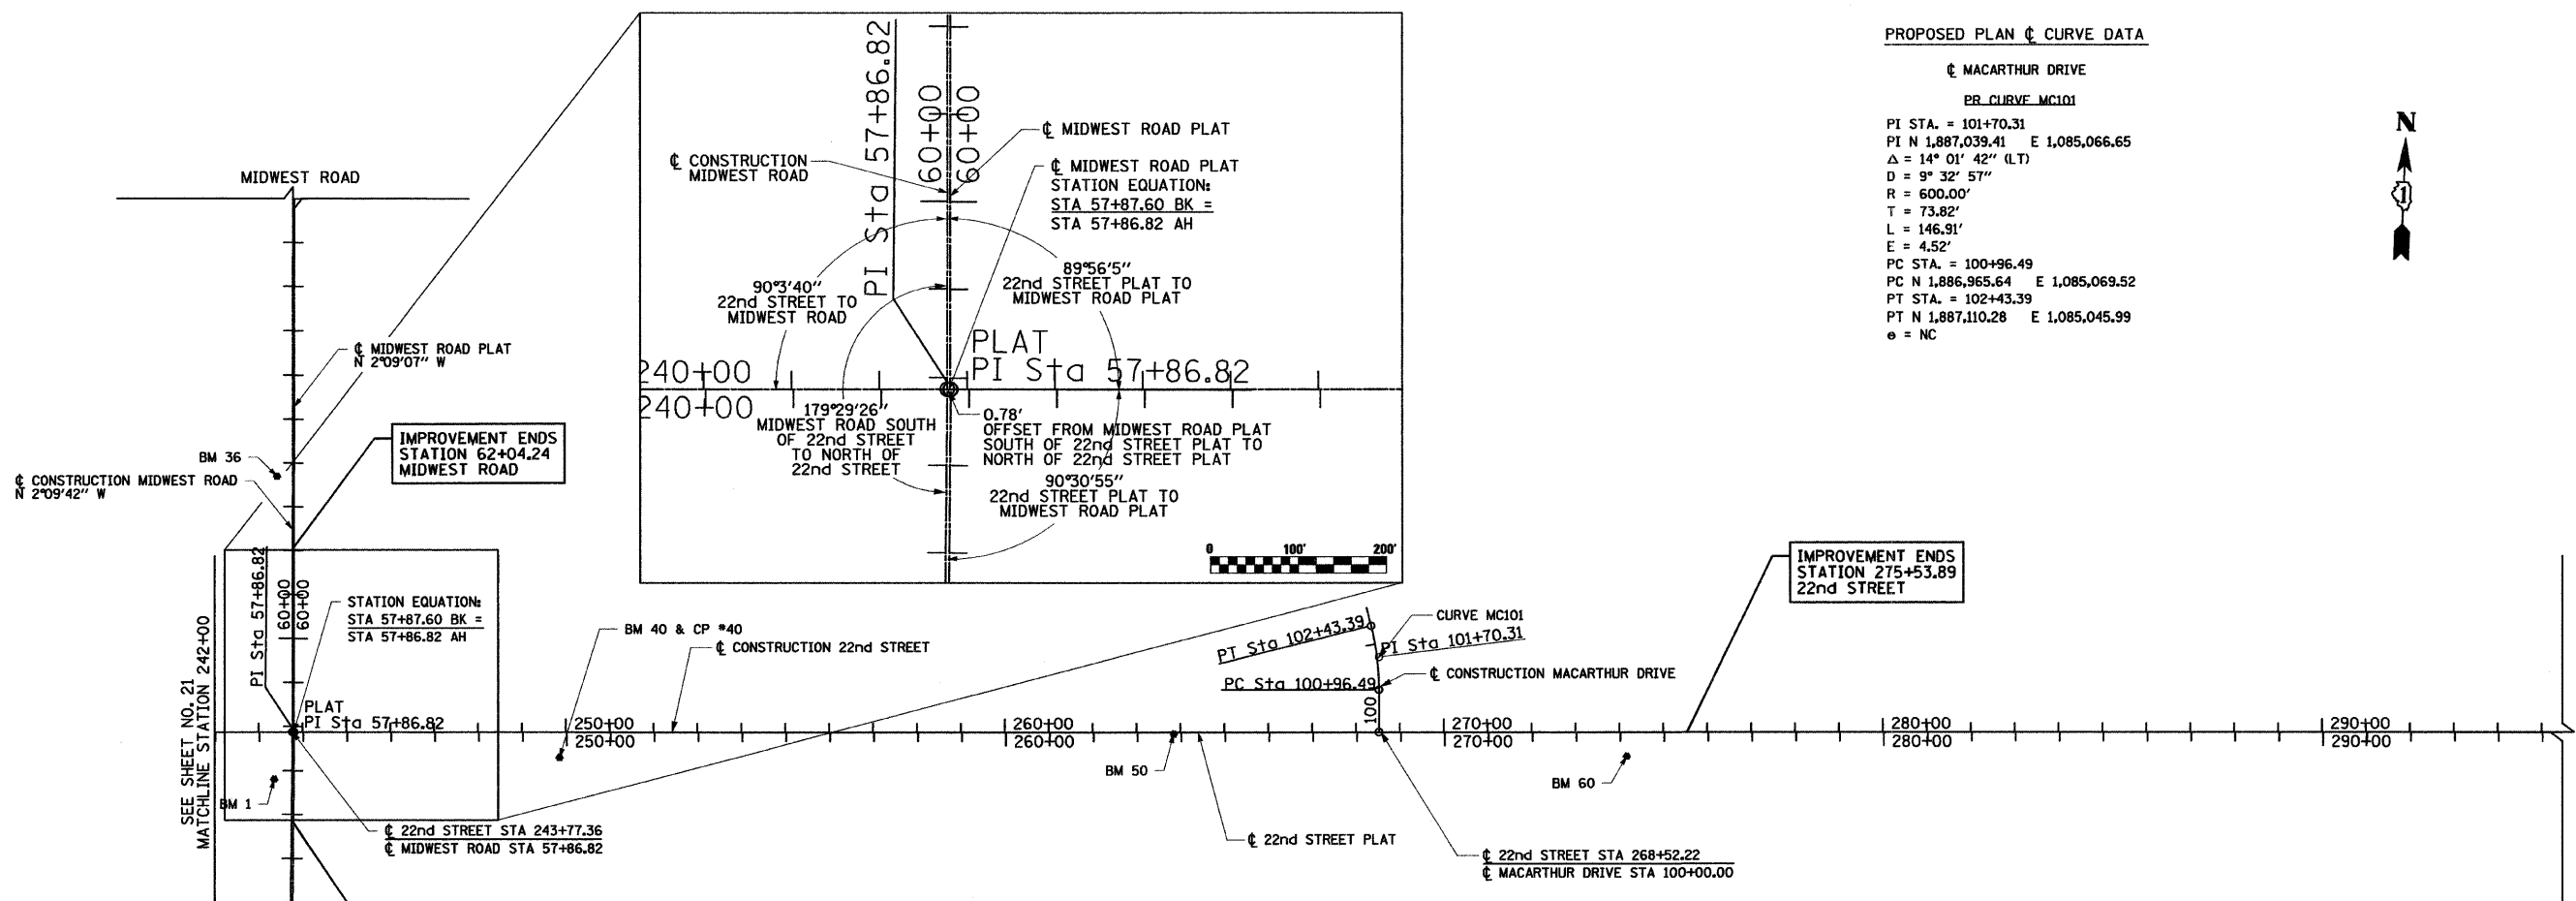 PROPOSED PLAN ℄ CURVE DATA
℄ MACARTHUR DRIVE
PR CURVE MC101
PI STA. = 101+70.31
PI N 1,887,039.41 E 1,085,066.65
Δ = 14° 01' 42" (LT)
D = 9° 32' 57"
R = 600.00'
T = 73.82'
L = 146.91'
E = 4.52'
PC STA. = 100+96.49
PC N 1,886,965.64 E 1,085,069.52
PT STA. = 102+43.39
PT N 1,887,110.28 E 1,085,045.99
e = NC
N
1
PI Sta 57+86.82
60+00
60+00
℄ MIDWEST ROAD PLAT
℄ CONSTRUCTION
MIDWEST ROAD
℄ MIDWEST ROAD PLAT
STATION EQUATION:
STA 57+87.60 BK =
STA 57+86.82 AH
90°3'40"
22nd STREET TO
MIDWEST ROAD
89°56'5"
22nd STREET PLAT TO
MIDWEST ROAD PLAT
PLAT
PI Sta 57+86.82
240+00
240+00
179°29'26"
MIDWEST ROAD SOUTH
OF 22nd STREET
TO NORTH OF
22nd STREET
0.78'
OFFSET FROM MIDWEST ROAD PLAT
SOUTH OF 22nd STREET PLAT TO
NORTH OF 22nd STREET PLAT
90°30'55"
22nd STREET PLAT TO
MIDWEST ROAD PLAT
0 100' 200'
MIDWEST ROAD
℄ MIDWEST ROAD PLAT
N 2°09'07" W
IMPROVEMENT ENDS
STATION 62+04.24
MIDWEST ROAD
BM 36
℄ CONSTRUCTION MIDWEST ROAD
N 2°09'42" W
PI Sta 57+86.82
60+00
60+00
STATION EQUATION:
STA 57+87.60 BK =
STA 57+86.82 AH
SEE SHEET NO. 21
MATCHLINE STATION 242+00
PLAT
PI Sta 57+86.82
BM 1
℄ 22nd STREET STA 243+77.36
℄ MIDWEST ROAD STA 57+86.82
BM 40 & CP #40
℄ CONSTRUCTION 22nd STREET
250+00
250+00
260+00
260+00
BM 50
℄ 22nd STREET PLAT
PT Sta 102+43.39
CURVE MC101
PI Sta 101+70.31
PC Sta 100+96.49
℄ CONSTRUCTION MACARTHUR DRIVE
100
270+00
270+00
℄ 22nd STREET STA 268+52.22
℄ MACARTHUR DRIVE STA 100+00.00
BM 60
IMPROVEMENT ENDS
STATION 275+53.89
22nd STREET
280+00
280+00
290+00
290+00